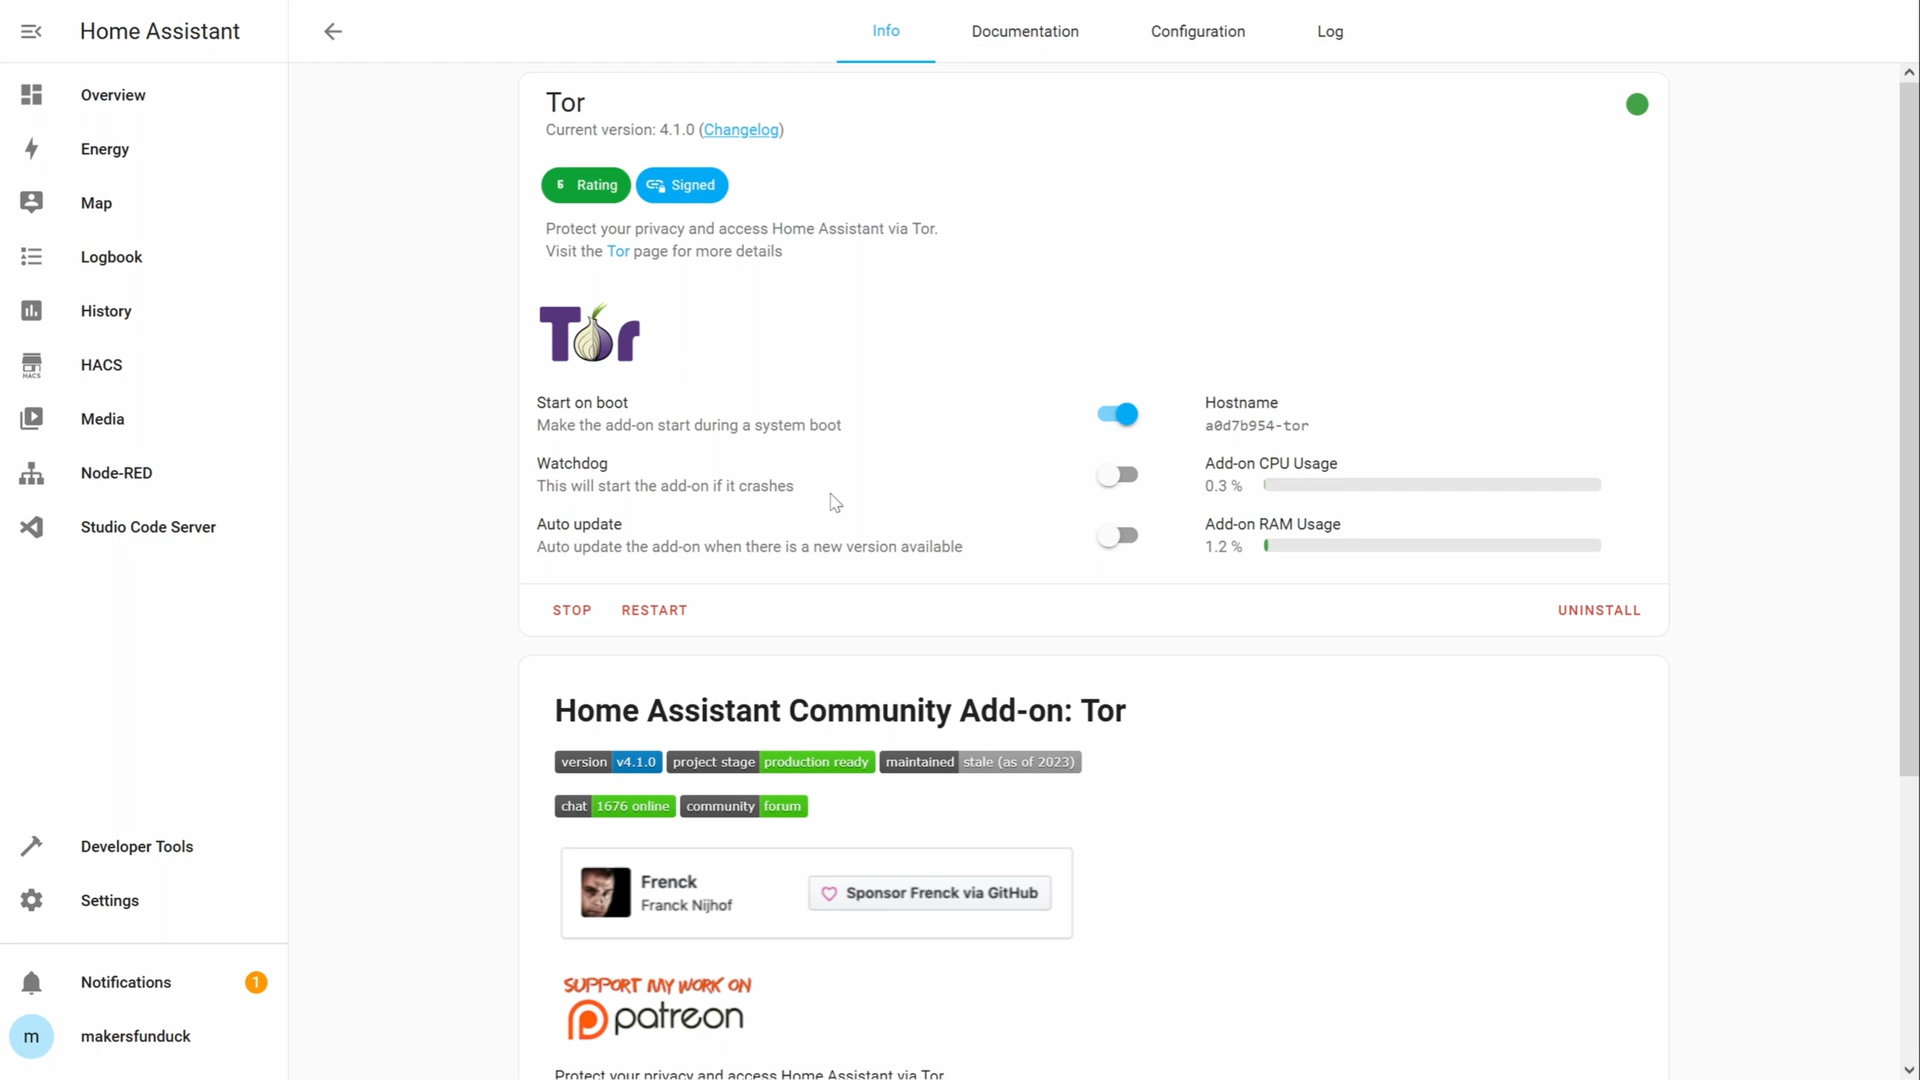 Home Assistant
Info
Documentation
Configuration
Log
Overview
Energy
Map
Logbook
History
HACS
HACS
Media
Node-RED
Studio Code Server
Developer Tools
Settings
Notifications
1
m
makersfunduck
Tor
Current version: 4.1.0 (Changelog)
5 Rating
Signed
Protect your privacy and access Home Assistant via Tor.
Visit the Tor page for more details
Tor
Start on boot
Make the add-on start during a system boot
Watchdog
This will start the add-on if it crashes
Auto update
Auto update the add-on when there is a new version available
Hostname
a0d7b954-tor
Add-on CPU Usage
0.3 %
Add-on RAM Usage
1.2 %
STOP
RESTART
UNINSTALL
Home Assistant Community Add-on: Tor
version v4.1.0 project stage production ready maintained stale (as of 2023)
chat 1676 online community forum
Frenck
Franck Nijhof
Sponsor Frenck via GitHub
SUPPORT MY WORK ON
patreon
Protect your privacy and access Home Assistant via Tor